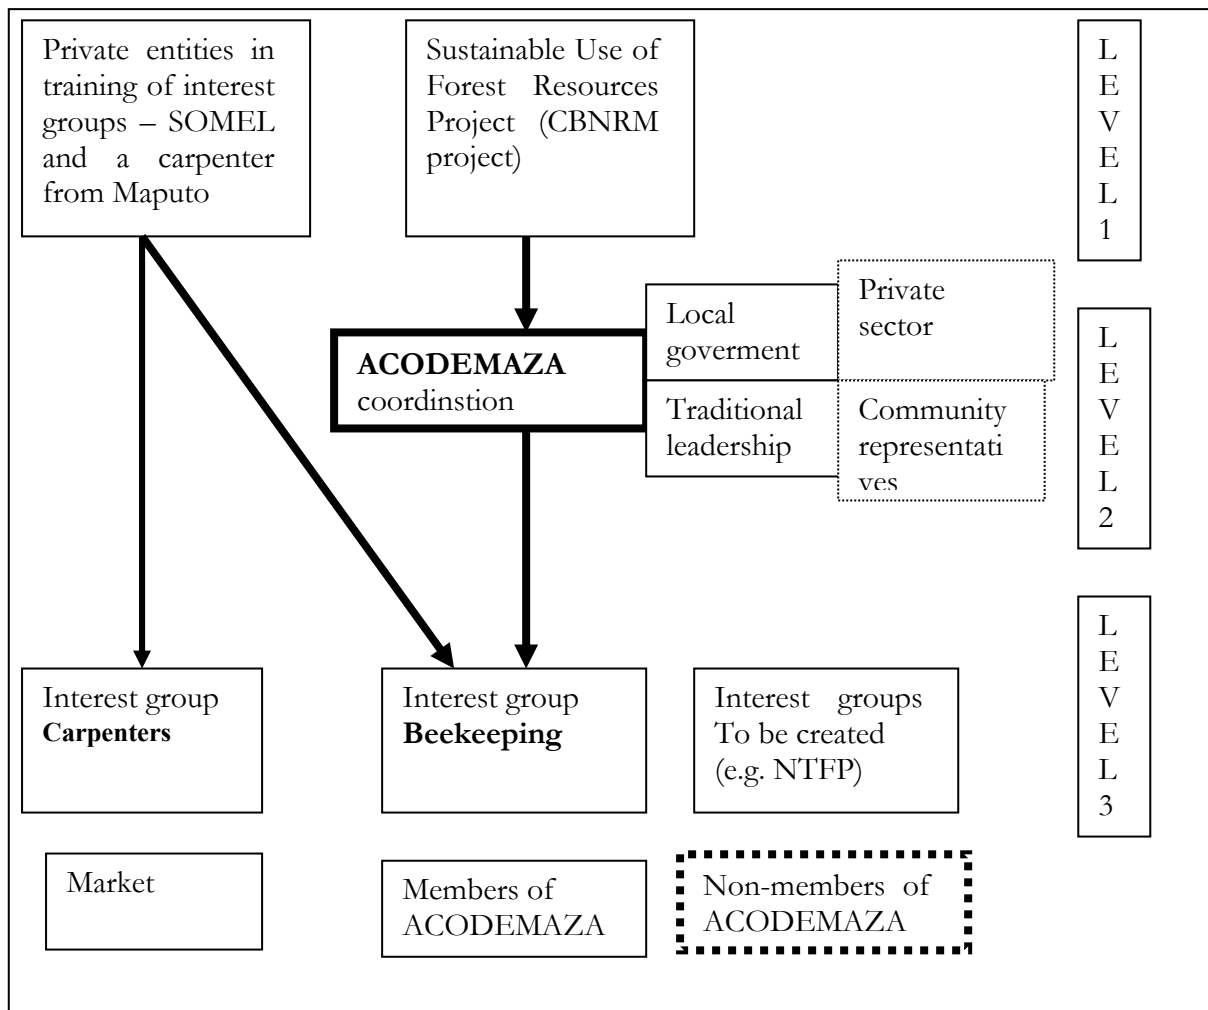 Private entities in
training of interest
groups – SOMEL
and a carpenter
from Maputo
Sustainable Use of
Forest Resources
Project (CBNRM
project)
L
E
V
E
L
1
Local
goverment
Private
sector
ACODEMAZA
coordinstion
Traditional
leadership
Community
representati
ves
L
E
V
E
L
2
Interest group
Carpenters
Interest group
Beekeeping
Interest groups
To be created
(e.g. NTFP)
L
E
V
E
L
3
Market
Members of
ACODEMAZA
Non-members of
ACODEMAZA